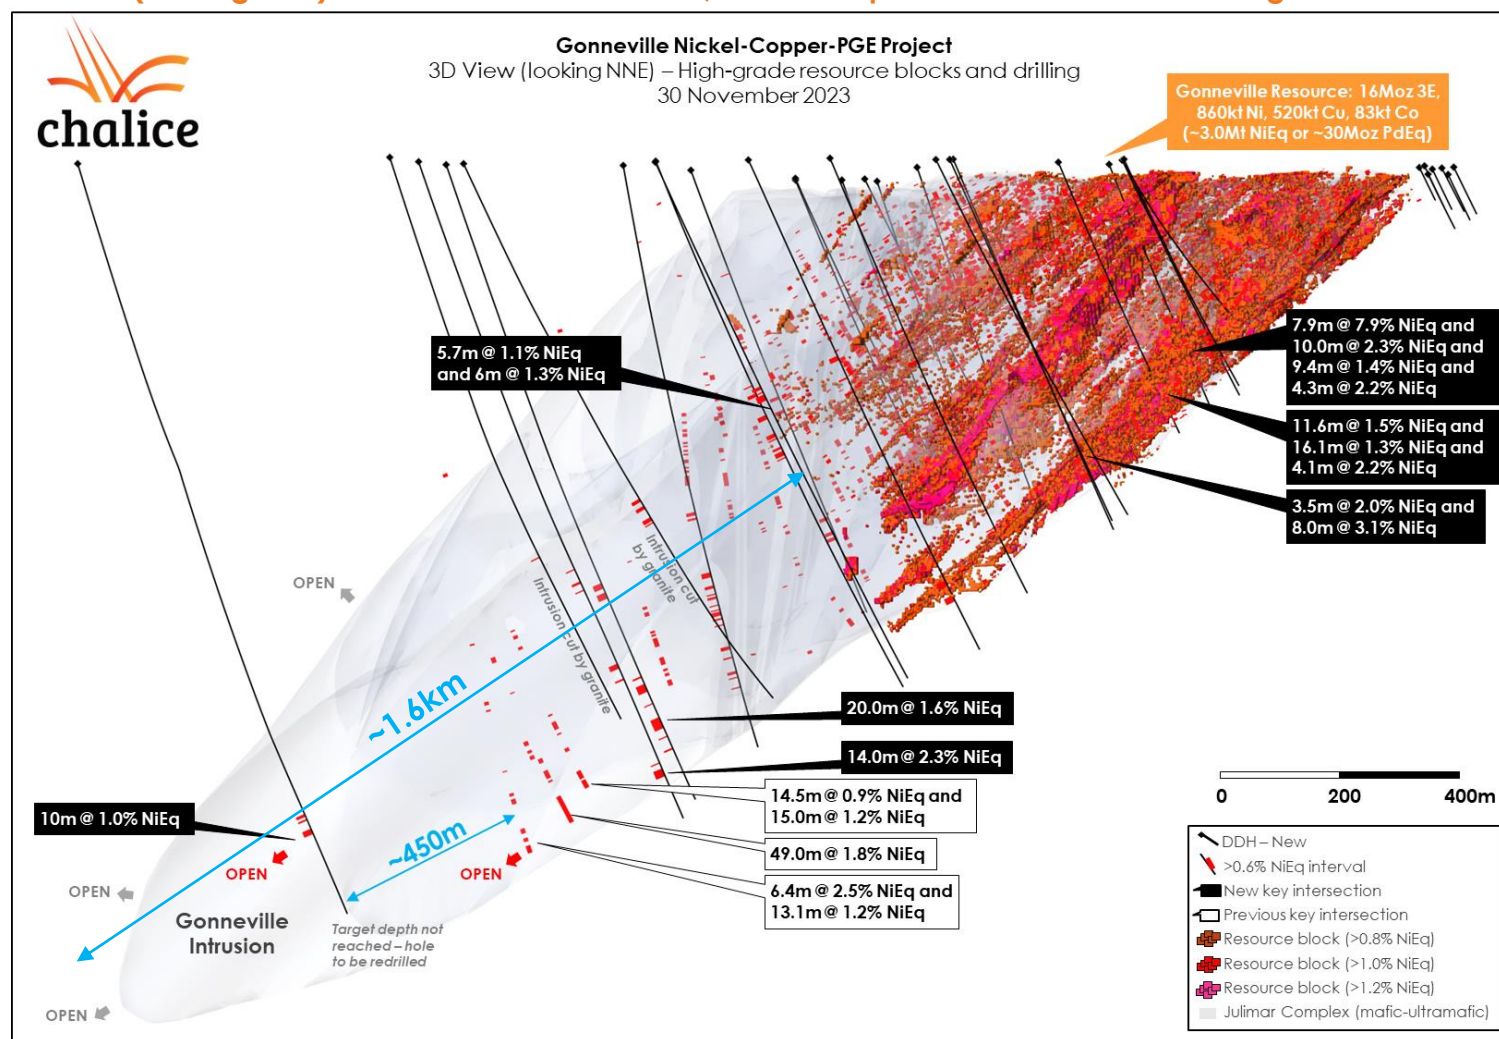 chalice
Gonneville Nickel-Copper-PGE Project
3D View (looking NNE) – High-grade resource blocks and drilling
30 November 2023
Gonneville Resource: 16Moz 3E,
860kt Ni, 520kt Cu, 83kt Co
(~3.0Mt NiEq or ~30Moz PdEq)
5.7m @ 1.1% NiEq
and 6m @ 1.3% NiEq
7.9m @ 7.9% NiEq and
10.0m @ 2.3% NiEq and
9.4m @ 1.4% NiEq and
4.3m @ 2.2% NiEq
11.6m @ 1.5% NiEq and
16.1m @ 1.3% NiEq and
4.1m @ 2.2% NiEq
3.5m @ 2.0% NiEq and
8.0m @ 3.1% NiEq
OPEN
Intrusion cut by granite
Intrusion cut
by granite
~1.6km
20.0m @ 1.6% NiEq
14.0m @ 2.3% NiEq
14.5m @ 0.9% NiEq and
15.0m @ 1.2% NiEq
49.0m @ 1.8% NiEq
6.4m @ 2.5% NiEq and
13.1m @ 1.2% NiEq
10m @ 1.0% NiEq
~450m
OPEN
OPEN
OPEN
Gonneville
Intrusion
Target depth not
reached – hole
to be redrilled
OPEN
0 200 400m
DDH – New
>0.6% NiEq interval
New key intersection
Previous key intersection
Resource block (>0.8% NiEq)
Resource block (>1.0% NiEq)
Resource block (>1.2% NiEq)
Julimar Complex (mafic-ultramafic)